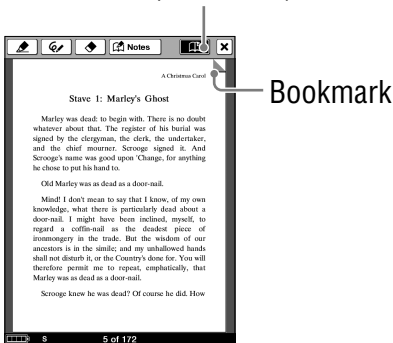 Notes
A Christmas Carol
Bookmark
Stave 1: Marley's Ghost
Marley was dead: to begin with. There is no doubt
whatever about that. The register of his burial was
signed by the clergyman, the clerk, the undertaker,
and the chief mourner. Scrooge signed it. And
Scrooge's name was good upon 'Change, for anything
he chose to put his hand to.
Old Marley was as dead as a door-nail.
Mind! I don't mean to say that I know, of my own
knowledge, what there is particularly dead about a
door-nail. I might have been inclined, myself, to
regard a coffin-nail as the deadest piece of
ironmongery in the trade. But the wisdom of our
ancestors is in the simile; and my unhallowed hands
shall not disturb it, or the Country's done for. You will
therefore permit me to repeat, emphatically, that
Marley was as dead as a door-nail.
Scrooge knew he was dead? Of course he did. How
S
5 of 172